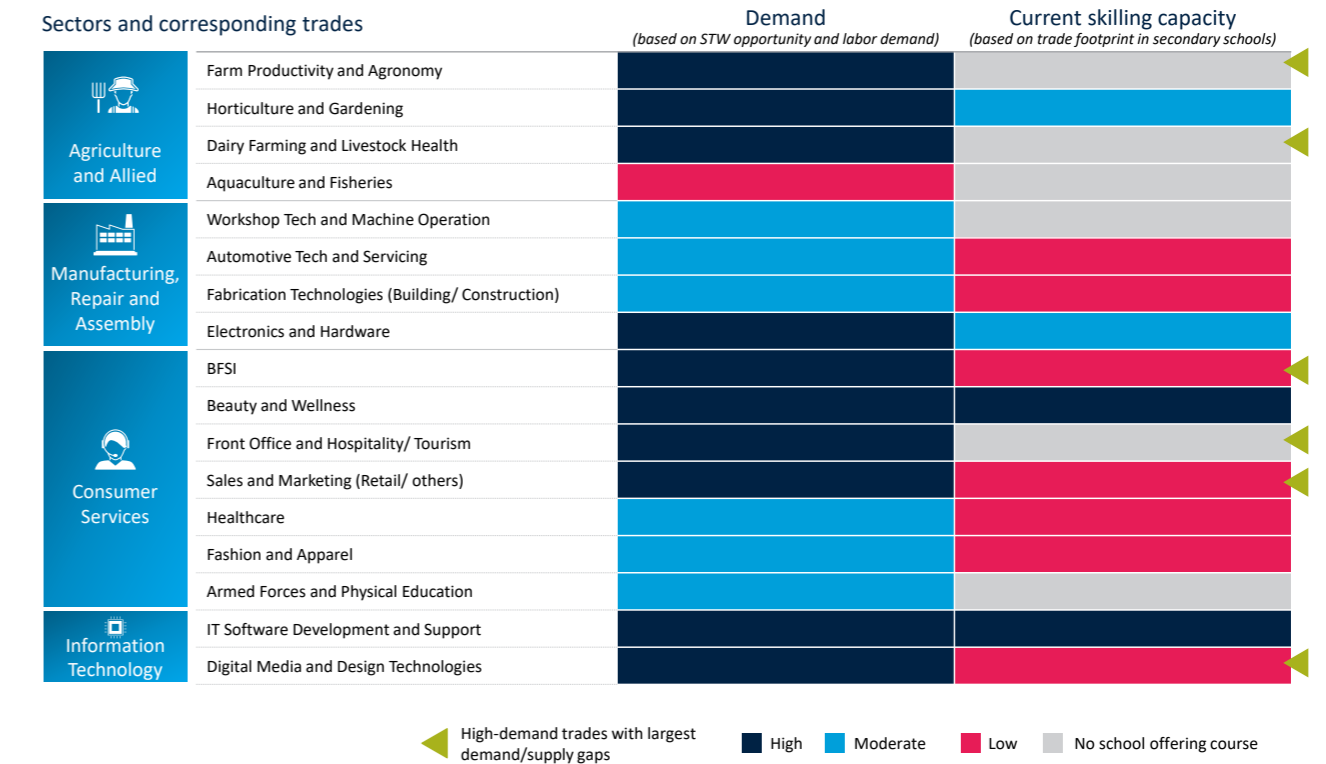 Sectors and corresponding trades
Demand
(based on STW opportunity and labor demand)
Current skilling capacity
(based on trade footprint in secondary schools)
Agriculture
and Allied
Farm Productivity and Agronomy
Horticulture and Gardening
Dairy Farming and Livestock Health
Aquaculture and Fisheries
Manufacturing,
Repair and
Assembly
Workshop Tech and Machine Operation
Automotive Tech and Servicing
Fabrication Technologies (Building/ Construction)
Electronics and Hardware
Consumer
Services
BFSI
Beauty and Wellness
Front Office and Hospitality/ Tourism
Sales and Marketing (Retail/ others)
Healthcare
Fashion and Apparel
Armed Forces and Physical Education
Information
Technology
IT Software Development and Support
Digital Media and Design Technologies
High-demand trades with largest
demand/supply gaps
High
Moderate
Low
No school offering course